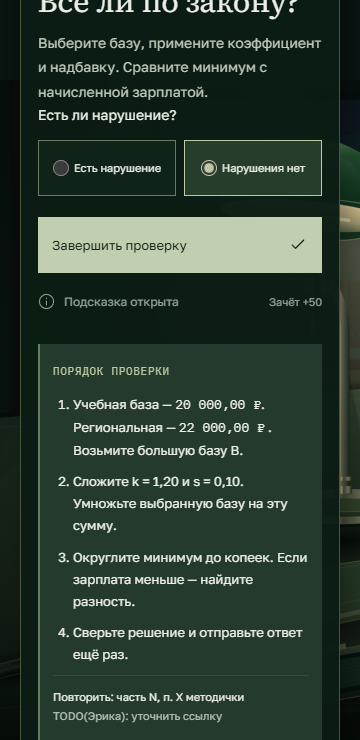 Всё ли по закону?
Выберите базу, примените коэффициент
и надбавку. Сравните минимум с
начисленной зарплатой.
Есть ли нарушение?
Есть нарушение
Нарушения нет
Завершить проверку
Подсказка открыта
Зачёт +50
ПОРЯДОК ПРОВЕРКИ
1. Учебная база — 20 000,00 ₽.
Региональная — 22 000,00 ₽.
Возьмите большую базу B.
2. Сложите k = 1,20 и s = 0,10.
Умножьте выбранную базу на эту
сумму.
3. Округлите минимум до копеек. Если
зарплата меньше — найдите
разность.
4. Сверьте решение и отправьте ответ
ещё раз.
Повторить: часть N, п. X методички
TODO(Эрика): уточнить ссылку